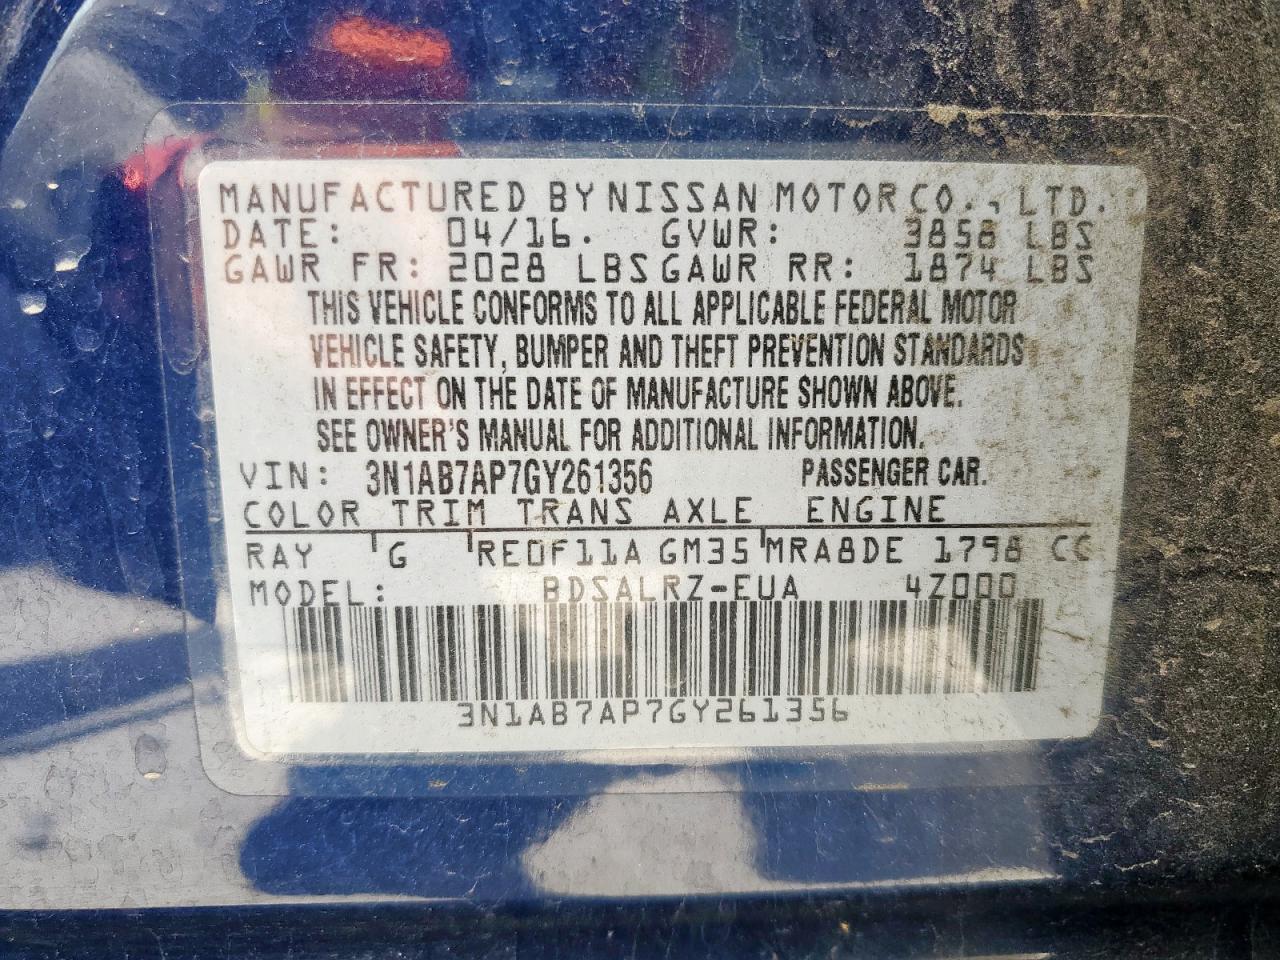 MANUFACTURED BY NISSAN MOTOR CO., LTD.
DATE: 04/16. GVWR: 3858 LBS
GAWR FR: 2028 LBS GAWR RR: 1874 LBS
THIS VEHICLE CONFORMS TO ALL APPLICABLE FEDERAL MOTOR
VEHICLE SAFETY, BUMPER AND THEFT PREVENTION STANDARDS
IN EFFECT ON THE DATE OF MANUFACTURE SHOWN ABOVE.
SEE OWNER'S MANUAL FOR ADDITIONAL INFORMATION.
VIN: 3N1AB7AP7GY261356 PASSENGER CAR.
COLOR TRIM TRANS AXLE ENGINE
RAY G RE0F11A GM35 MRA8DE 1798 CC
MODEL: BDSALRZ-EUA 4Z000
3N1AB7AP7GY261356